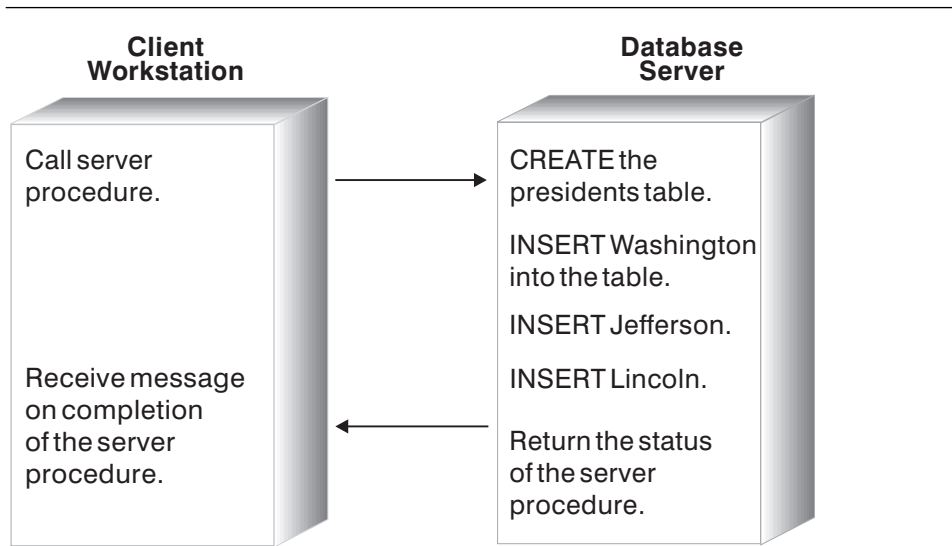 Client
Workstation
Database
Server
Call server
procedure.
Receive message
on completion
of the server
procedure.
CREATE the
presidents table.
INSERT Washington
into the table.
INSERT Jefferson.
INSERT Lincoln.
Return the status
of the server
procedure.